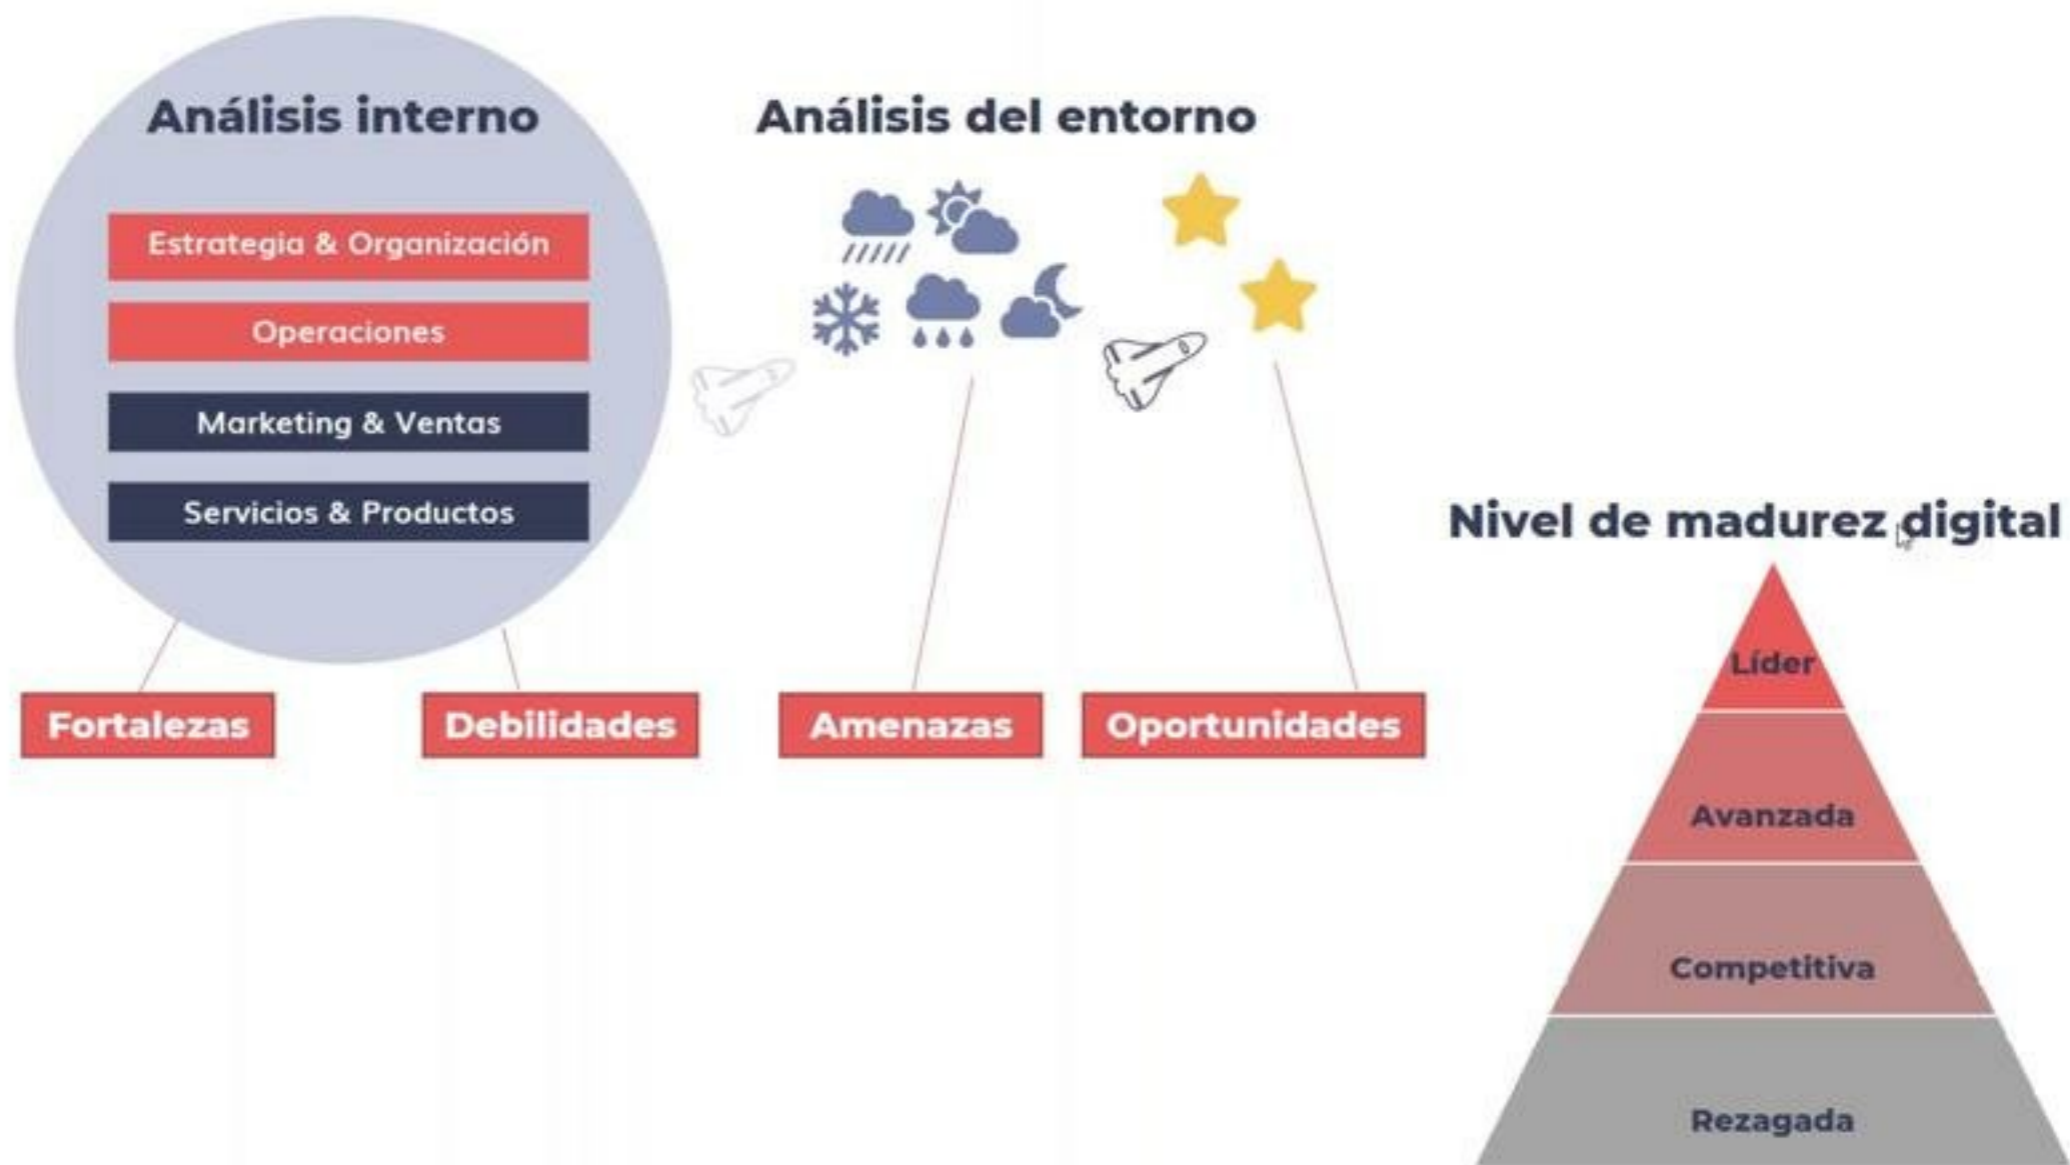 Análisis interno
Estrategia & Organización
Operaciones
Marketing & Ventas
Servicios & Productos
Fortalezas
Debilidades
Análisis del entorno
Amenazas
Oportunidades
Nivel de madurez digital
Líder
Avanzada
Competitiva
Rezagada